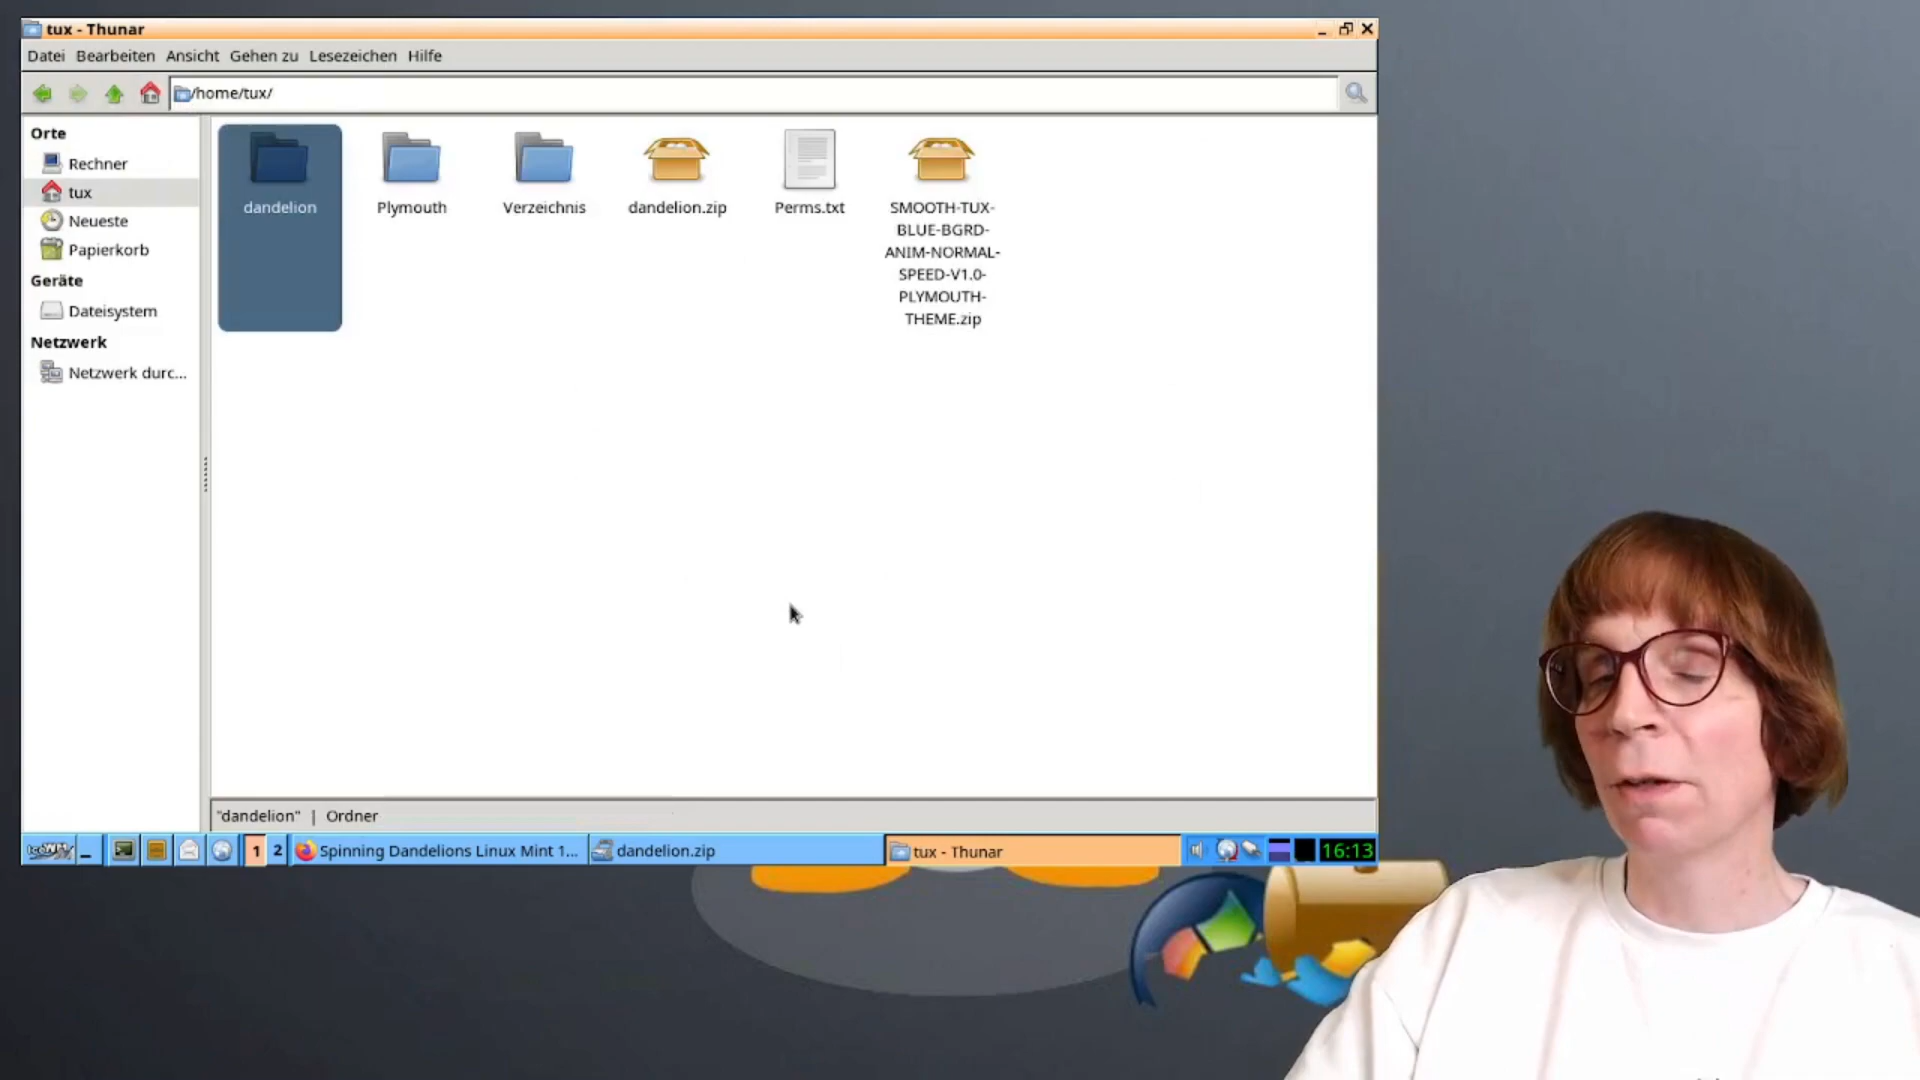 tux - Thunar
Datei Bearbeiten Ansicht Gehen zu Lesezeichen Hilfe
/home/tux/
Orte
Rechner
tux
Neueste
Papierkorb
Geräte
Dateisystem
Netzwerk
Netzwerk durc...
dandelion
Plymouth
Verzeichnis
dandelion.zip
Perms.txt
SMOOTH-TUX-
BLUE-BGRD-
ANIM-NORMAL-
SPEED-V1.0-
PLYMOUTH-
THEME.zip
"dandelion" | Ordner
IceWM 1 2 Spinning Dandelions Linux Mint 1... dandelion.zip tux - Thunar 16:13